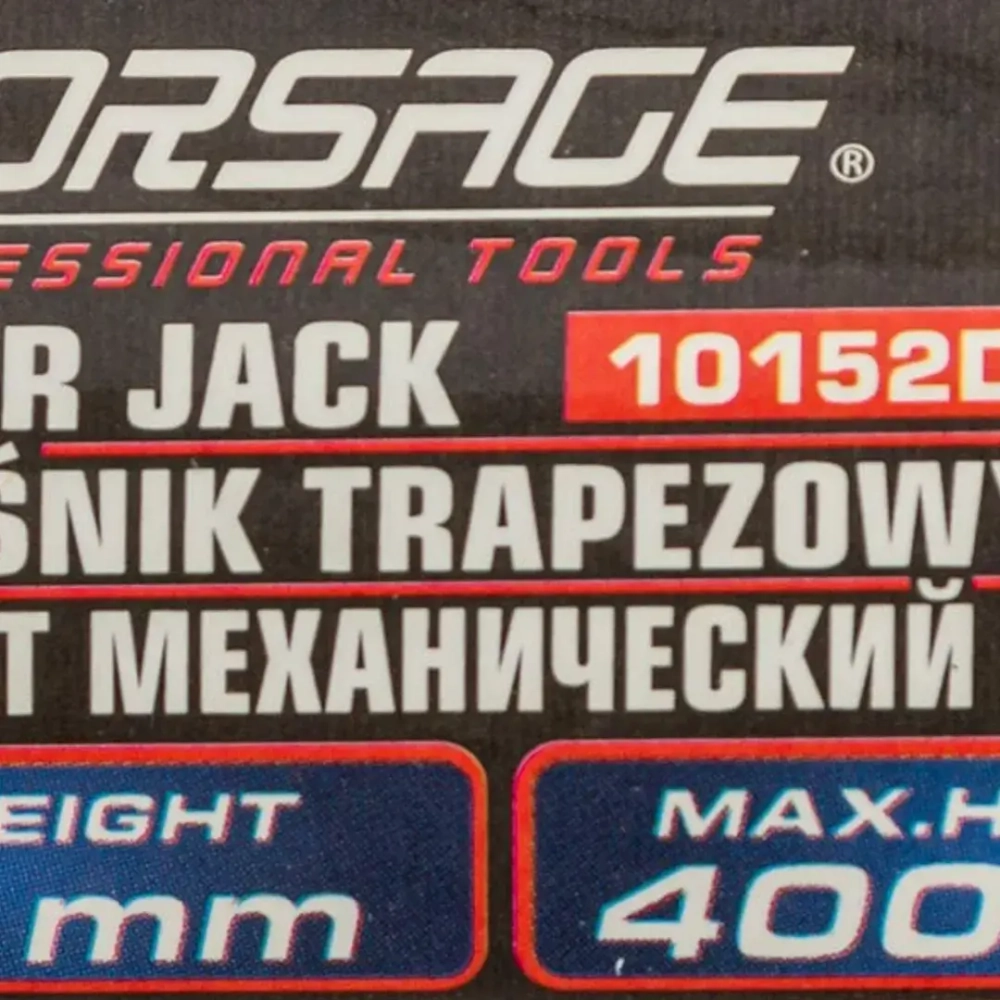 ORSAGE®
ESSIONAL TOOLS
R JACK 10152D
ŚNIK TRAPEZOWY
T МЕХАНИЧЕСКИЙ
EIGHT MAX.H
mm 400